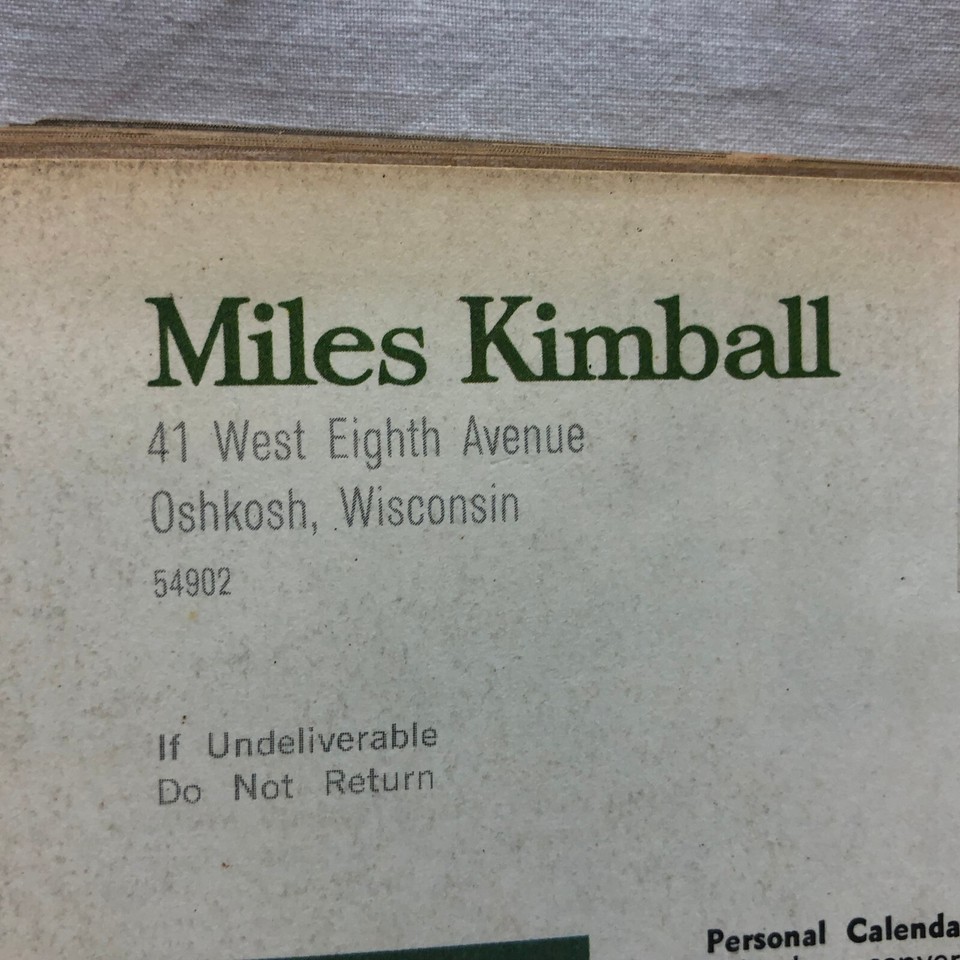 Miles Kimball
41 West Eighth Avenue
Oshkosh, Wisconsin
54902
If Undeliverable
Do Not Return
Personal Calenda